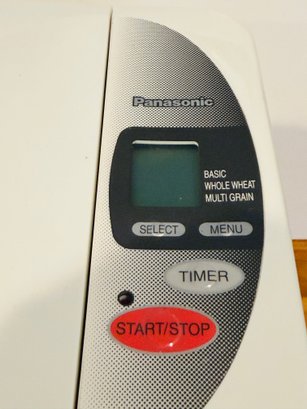 Panasonic
BASIC
WHOLE WHEAT
MULTI GRAIN
SELECT MENU
TIMER
START/STOP